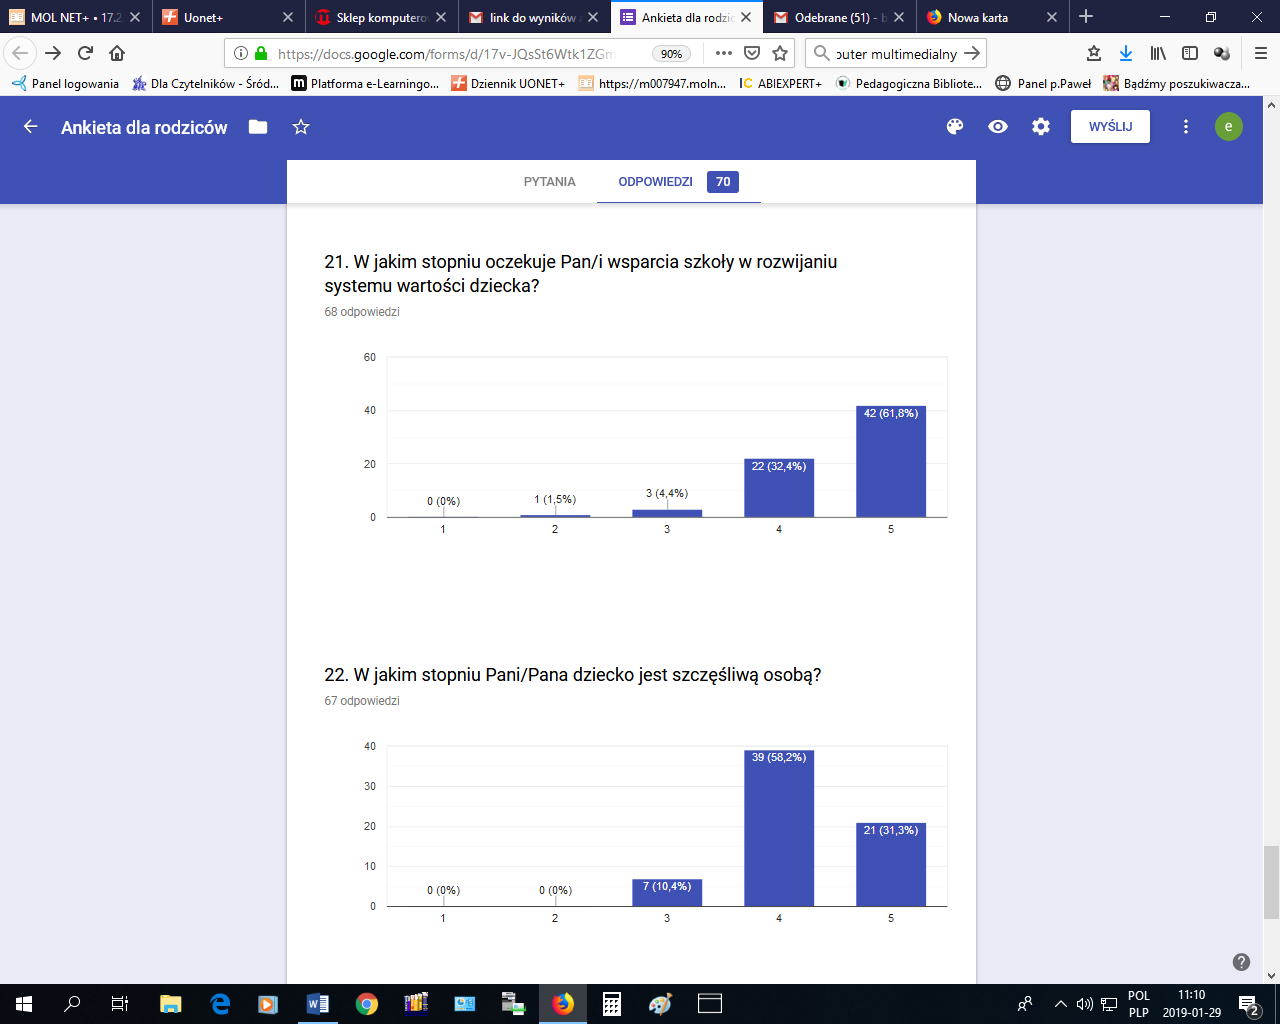 MOL NET+ • 17.2
Uonet+
Sklep komputero
link do wyników
Ankieta dla rodzic
Odebrane (51) - b
Nowa karta
https://docs.google.com/forms/d/17v-JQsSt6Wtk1ZGm
90%
outer multimedialny
Panel logowania
Dla Czytelników - Śród...
Platforma e-Learningo...
Dziennik UONET+
https://m007947.moln...
IC ABIEXPERT+
Pedagogiczna Bibliote...
Panel p.Paweł
Bądźmy poszukiwacza...
Ankieta dla rodziców
WYŚLIJ
e
PYTANIA
ODPOWIEDZI 70
21. W jakim stopniu oczekuje Pan/i wsparcia szkoły w rozwijaniu
systemu wartości dziecka?
68 odpowiedzi
60
40
20
0
0 (0%)
1 (1,5%)
3 (4,4%)
22 (32,4%)
42 (61,8%)
1 2 3 4 5
22. W jakim stopniu Pani/Pana dziecko jest szczęśliwą osobą?
67 odpowiedzi
40
30
20
10
0
0 (0%)
0 (0%)
7 (10,4%)
39 (58,2%)
21 (31,3%)
1 2 3 4 5
POL
PLP
11:10
2019-01-29
2